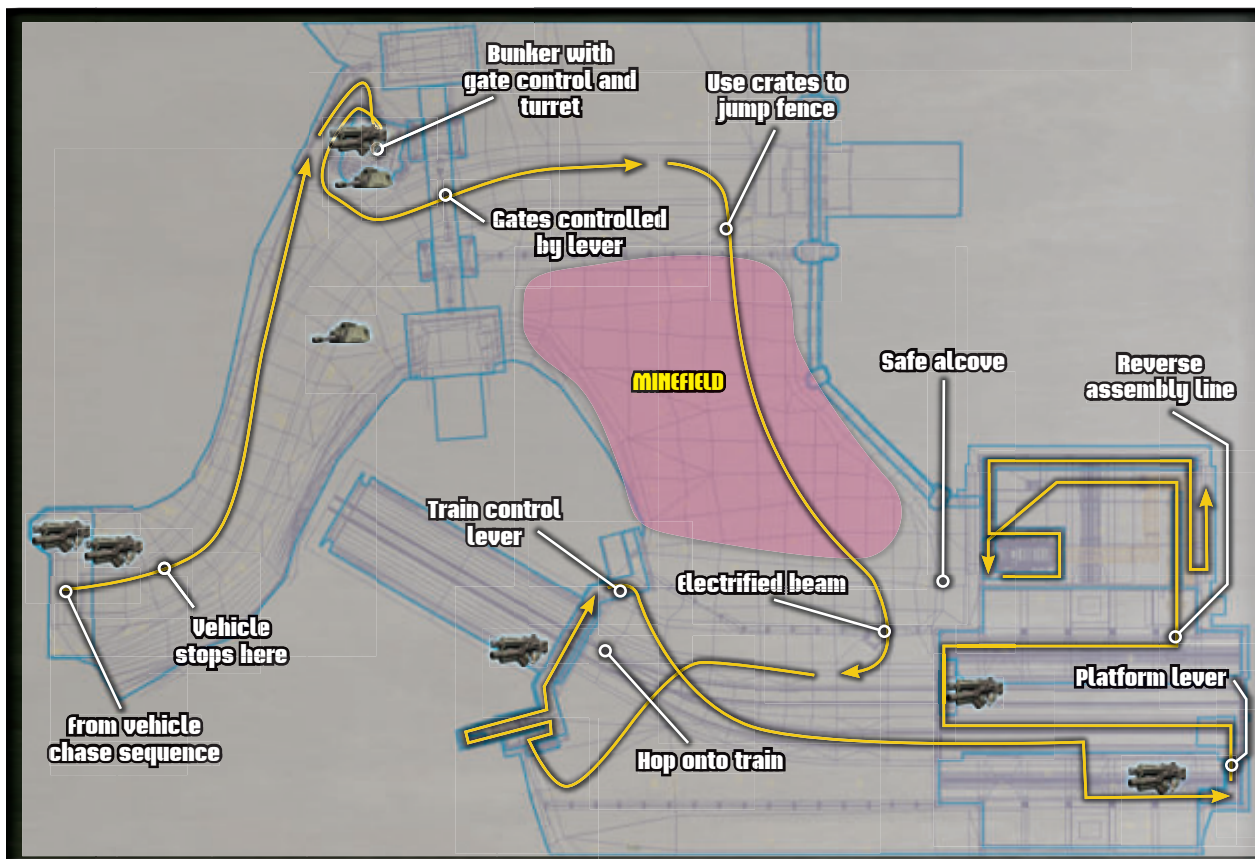 Bunker with
gate control and
turret
Use crates to
jump fence
Gates controlled
by lever
MINEFIELD
Safe alcove
Reverse
assembly line
Train control
lever
Electrified beam
Vehicle
stops here
Platform lever
From vehicle
chase sequence
Hop onto train